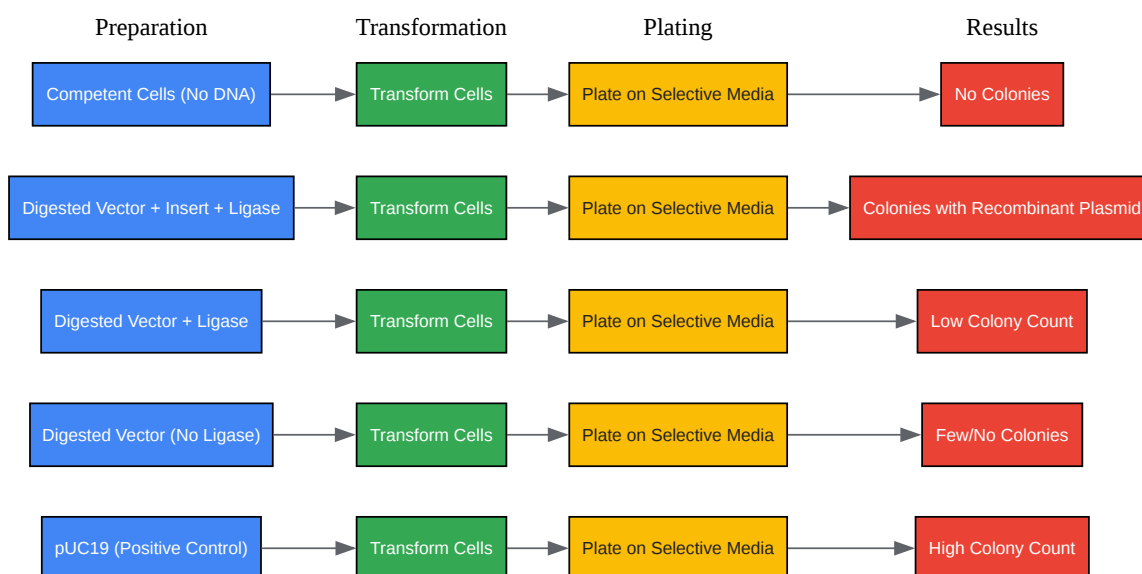 Preparation
Transformation
Plating
Results
Competent Cells (No DNA)
Transform Cells
Plate on Selective Media
No Colonies
Digested Vector + Insert + Ligase
Transform Cells
Plate on Selective Media
Colonies with Recombinant Plasmid
Digested Vector + Ligase
Transform Cells
Plate on Selective Media
Low Colony Count
Digested Vector (No Ligase)
Transform Cells
Plate on Selective Media
Few/No Colonies
pUC19 (Positive Control)
Transform Cells
Plate on Selective Media
High Colony Count